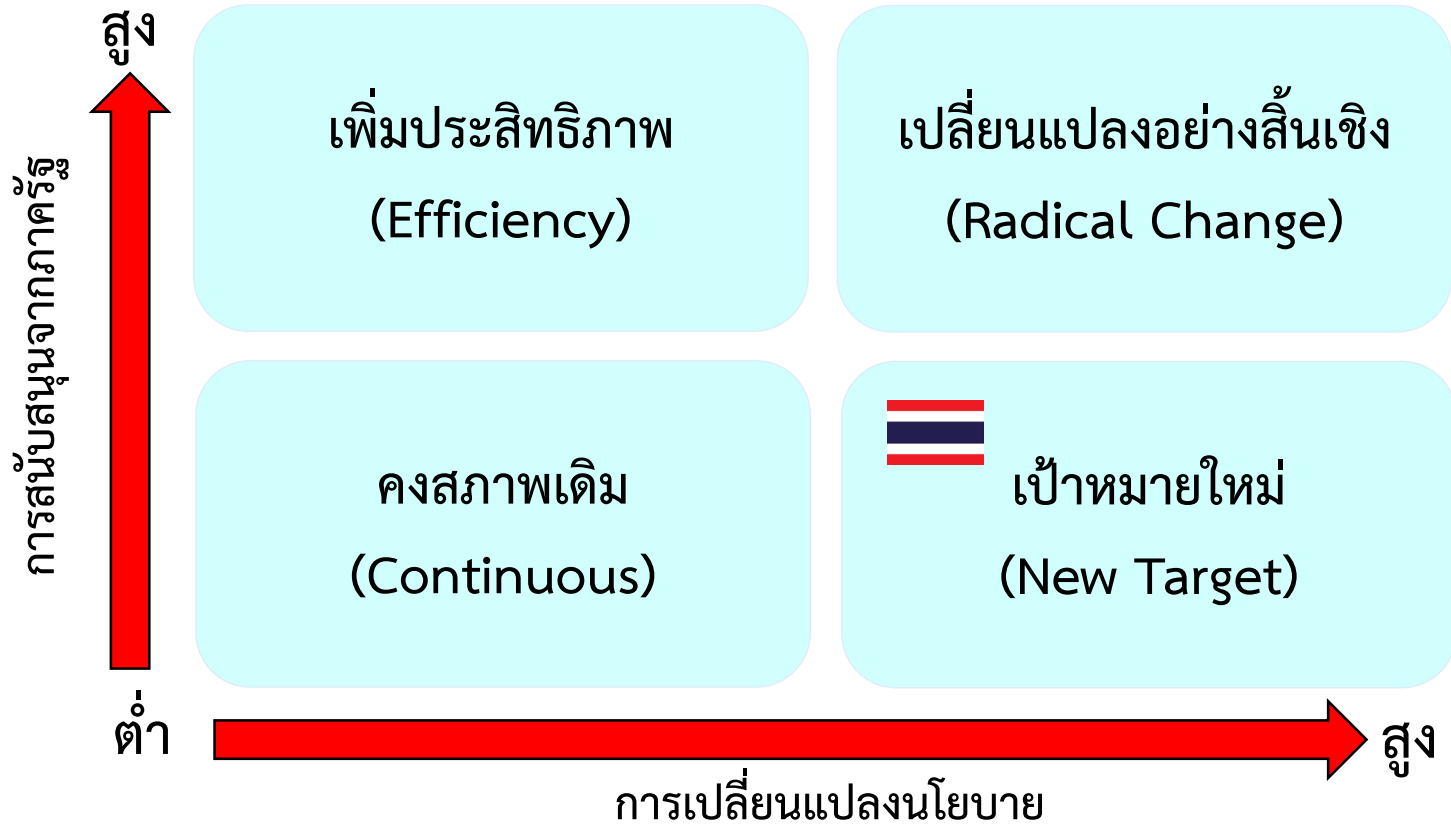 สูง
การสนับสนุนจากภาครัฐ
เพิ่มประสิทธิภาพ
(Efficiency)
เปลี่ยนแปลงอย่างสิ้นเชิง
(Radical Change)
คงสภาพเดิม
(Continuous)
เป้าหมายใหม่
(New Target)
ต่ำ
สูง
การเปลี่ยนแปลงนโยบาย